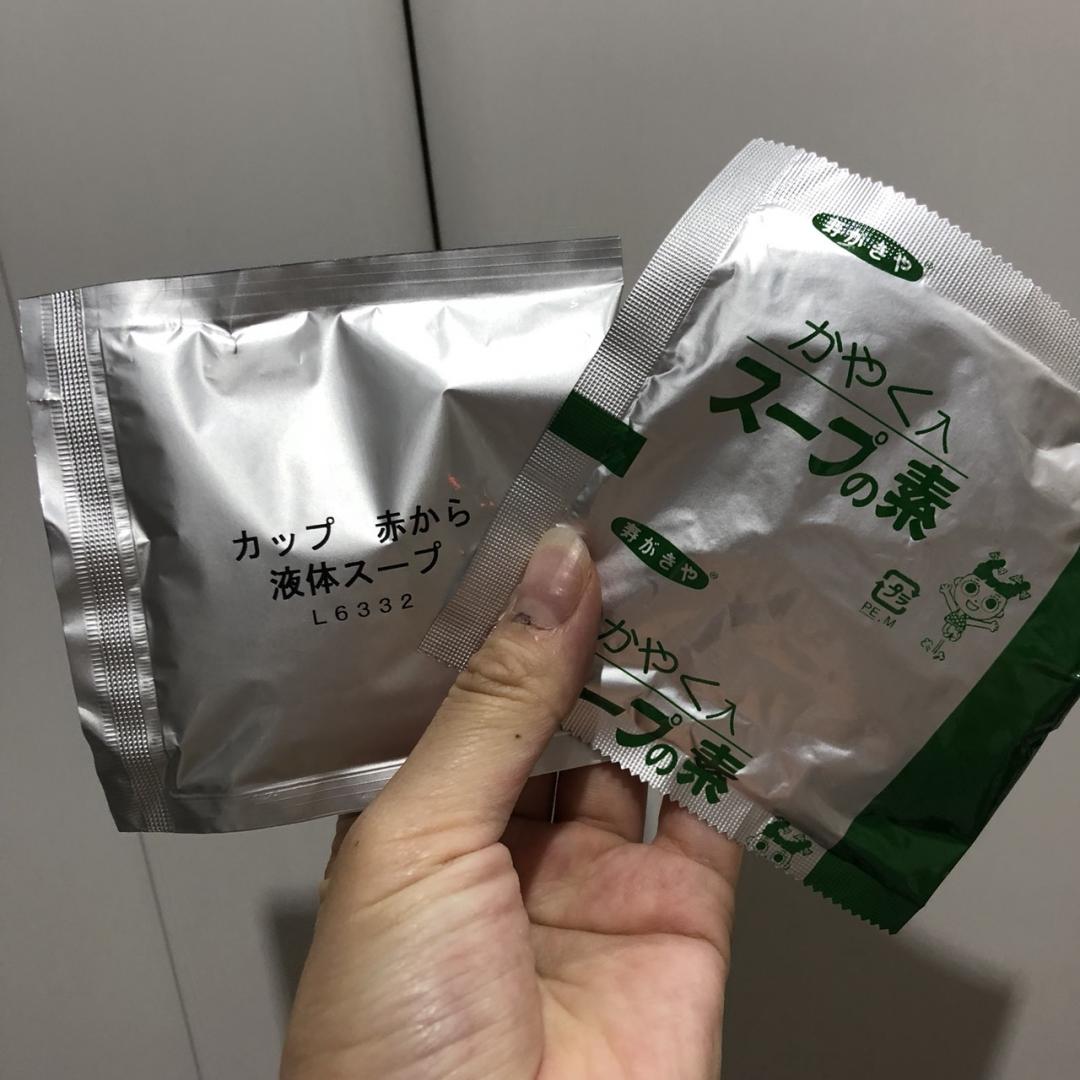 カップ 赤から
液体スープ
L6332
寿がきや
かやく入
スープの素
寿がきや
プラ
PE,M
かやく入
ープの素